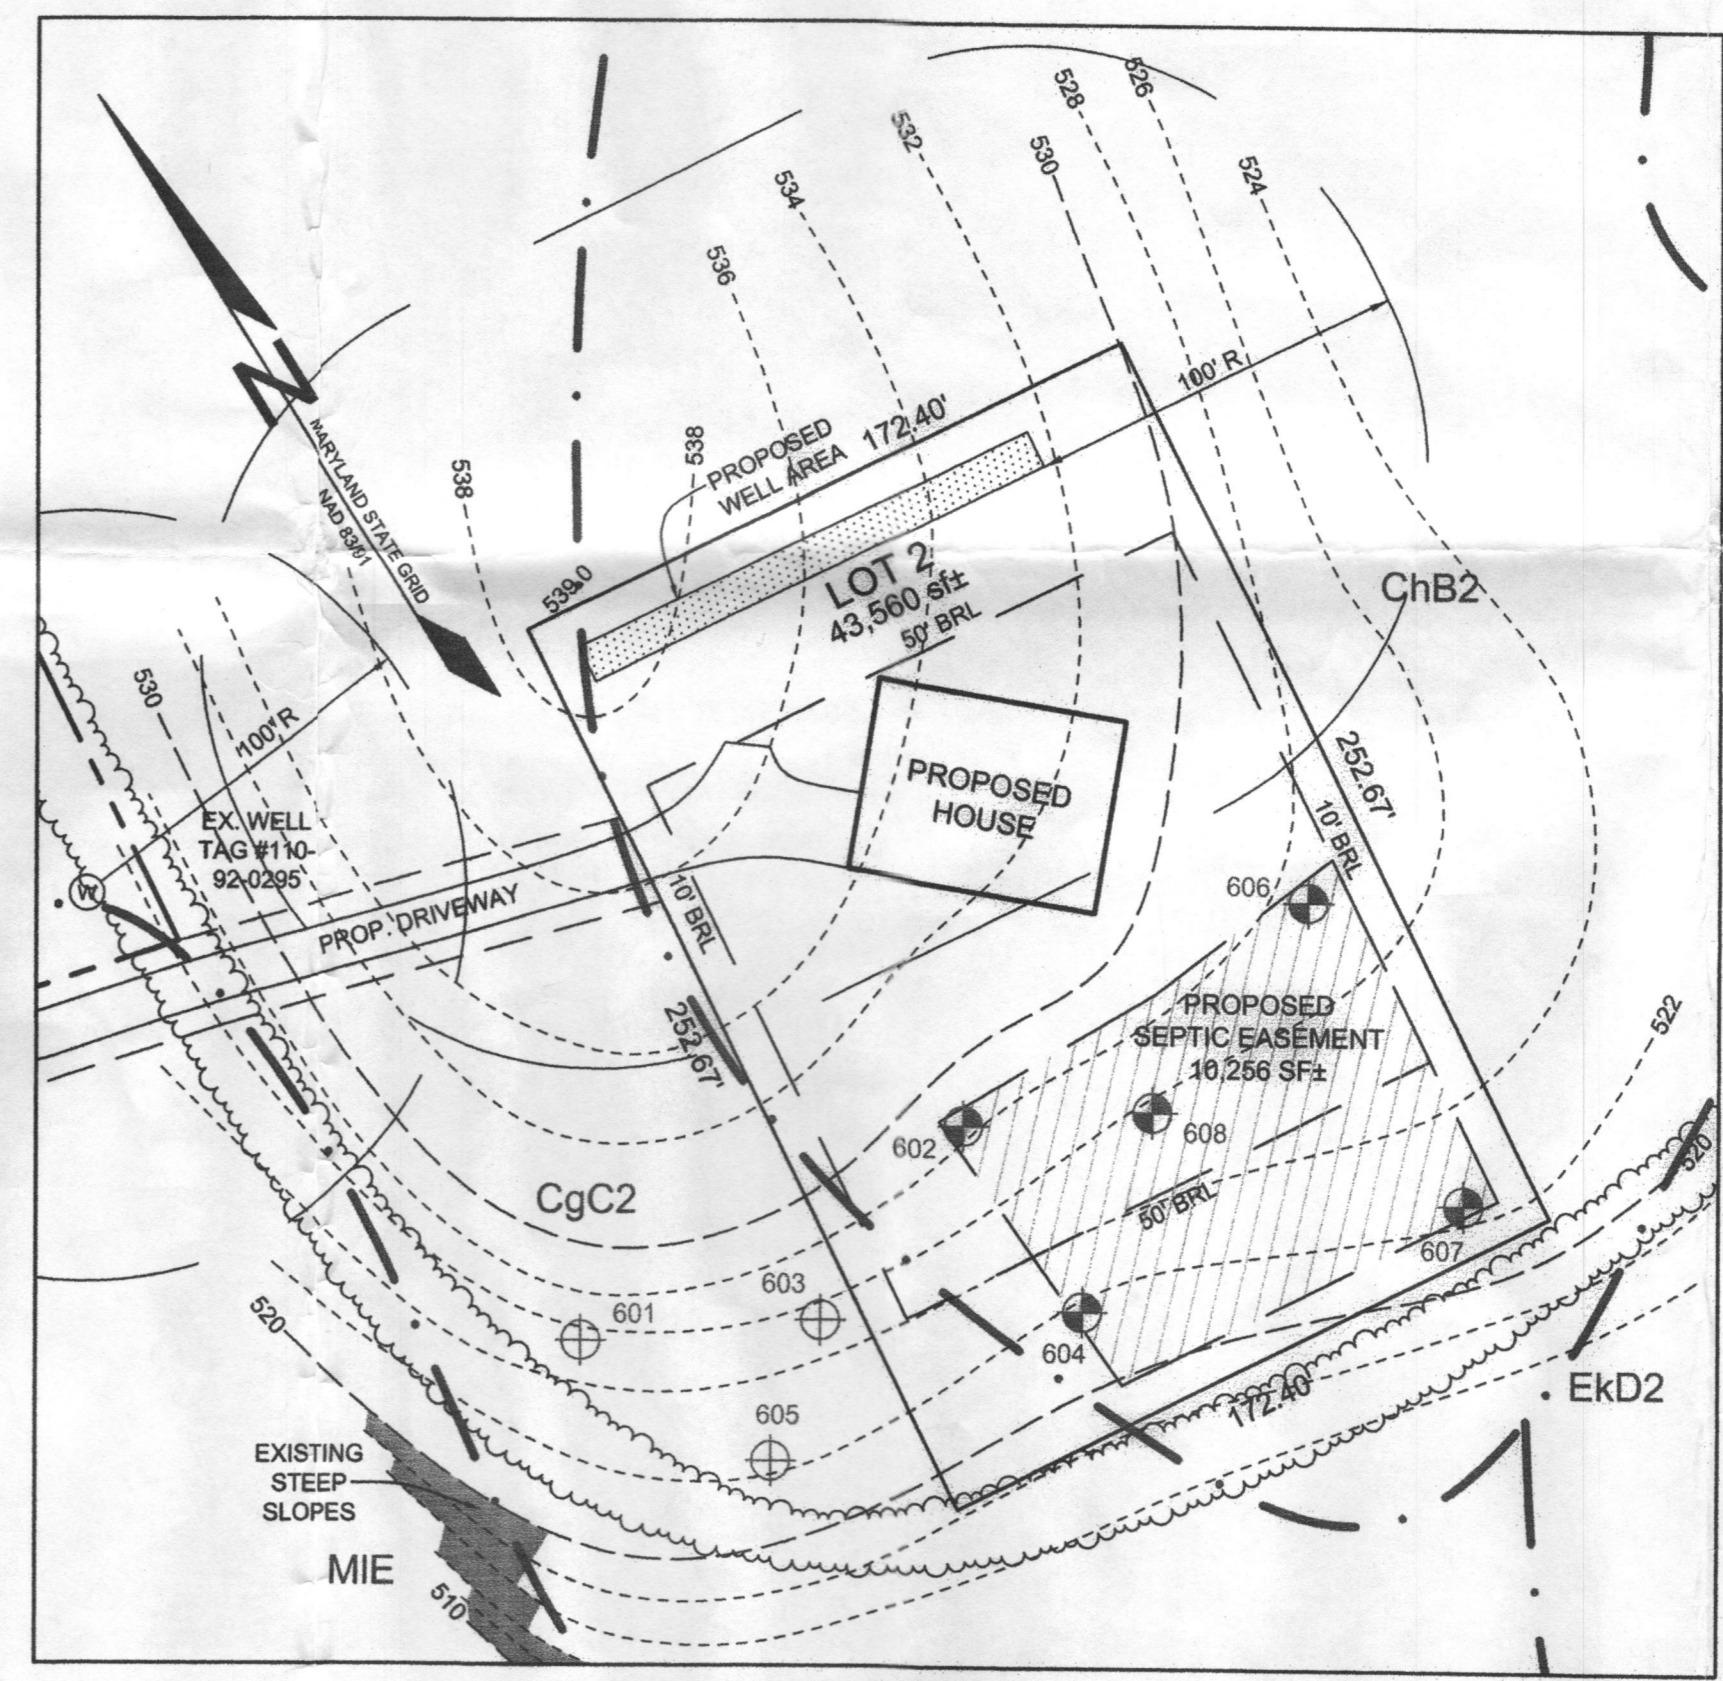 526
528
532
530
524
534
536
100' R
172.40'
PROPOSED
WELL AREA
538
538
MARYLAND STATE GRID
NAD 83/91
539.0
LOT 2
43,560 sf±
50' BRL
ChB2
530
100' R
252.67'
PROPOSED
HOUSE
10' BRL
EX. WELL
TAG #110-
92-0295
W
PROP. DRIVEWAY
10' BRL
606
PROPOSED
SEPTIC EASEMENT
10,256 SF±
522
252.67'
602
608
520
CgC2
50' BRL
607
603
601
520
604
172.40'
EkD2
605
EXISTING
STEEP
SLOPES
MIE
510
N